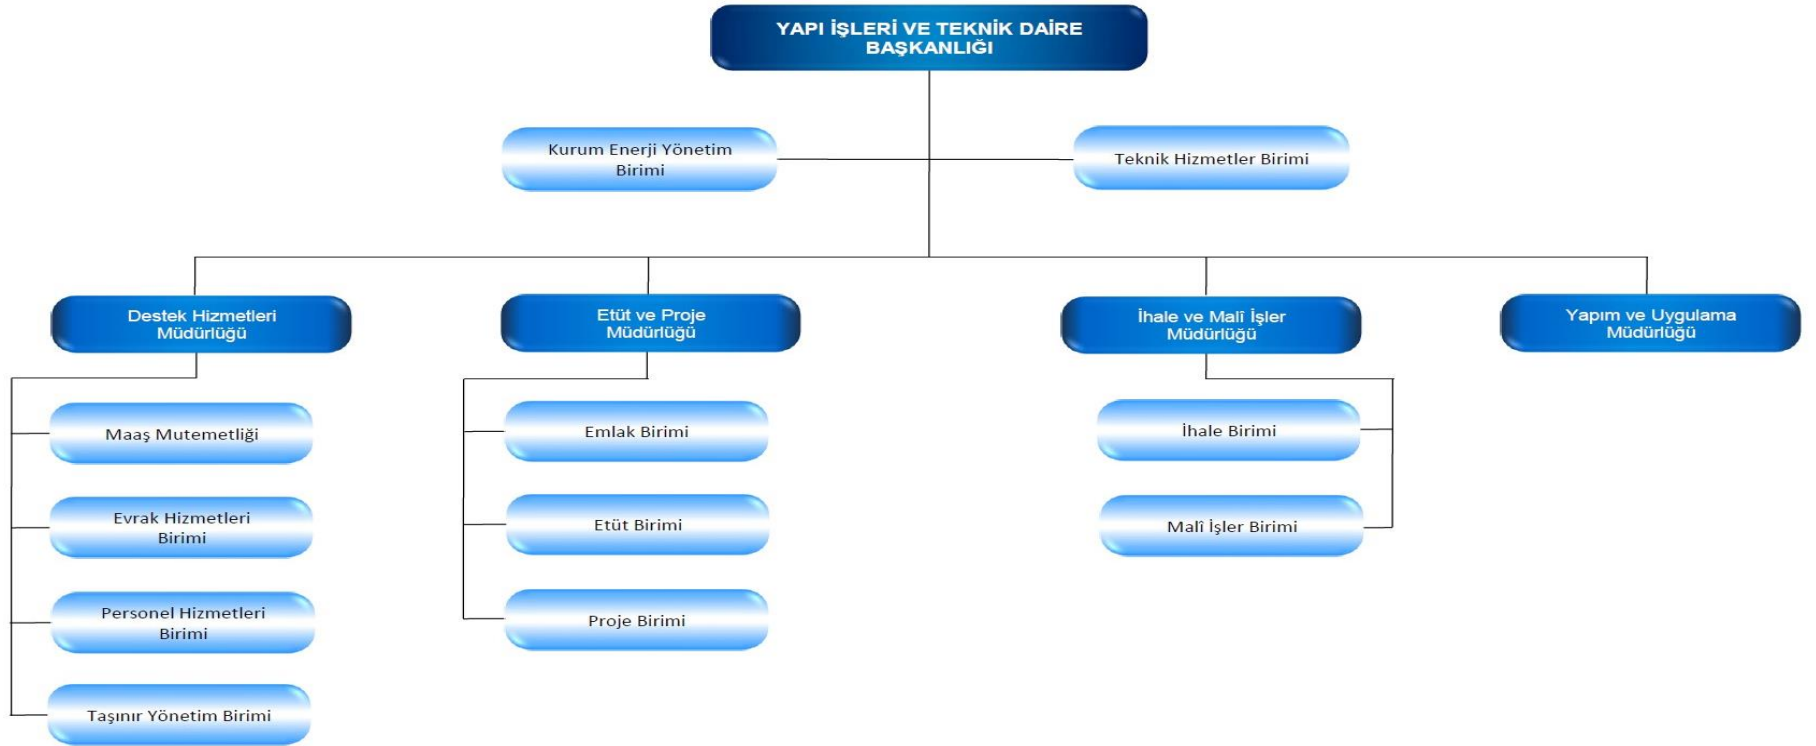 YAPI İŞLERİ VE TEKNİK DAİRE
BAŞKANLIĞI
Kurum Enerji Yönetim
Birimi
Teknik Hizmetler Birimi
Destek Hizmetleri
Müdürlüğü
Etüt ve Proje
Müdürlüğü
İhale ve Malî İşler
Müdürlüğü
Yapım ve Uygulama
Müdürlüğü
Maaş Mutemetliği
Evrak Hizmetleri
Birimi
Personel Hizmetleri
Birimi
Taşınır Yönetim Birimi
Emlak Birimi
Etüt Birimi
Proje Birimi
İhale Birimi
Malî İşler Birimi